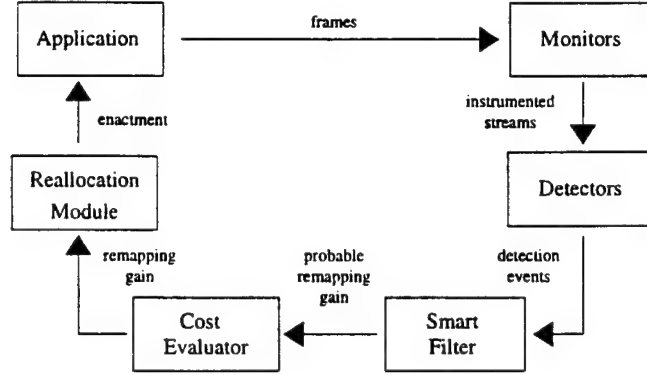 Application
frames
Monitors
enactment
instrumented
streams
Reallocation
Module
Detectors
remapping
gain
probable
remapping
gain
detection
events
Cost
Evaluator
Smart
Filter